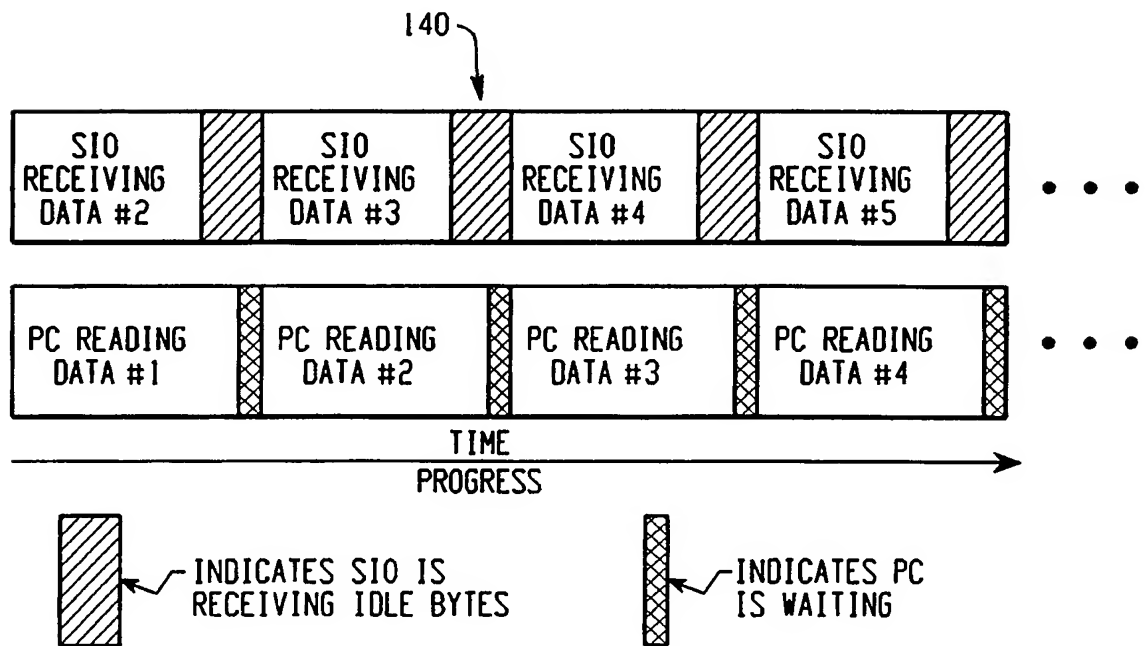 140
SIO
RECEIVING
DATA #2
SIO
RECEIVING
DATA #3
SIO
RECEIVING
DATA #4
SIO
RECEIVING
DATA #5
PC READING
DATA #1
PC READING
DATA #2
PC READING
DATA #3
PC READING
DATA #4
TIME
PROGRESS
INDICATES SIO IS
RECEIVING IDLE BYTES
INDICATES PC
IS WAITING